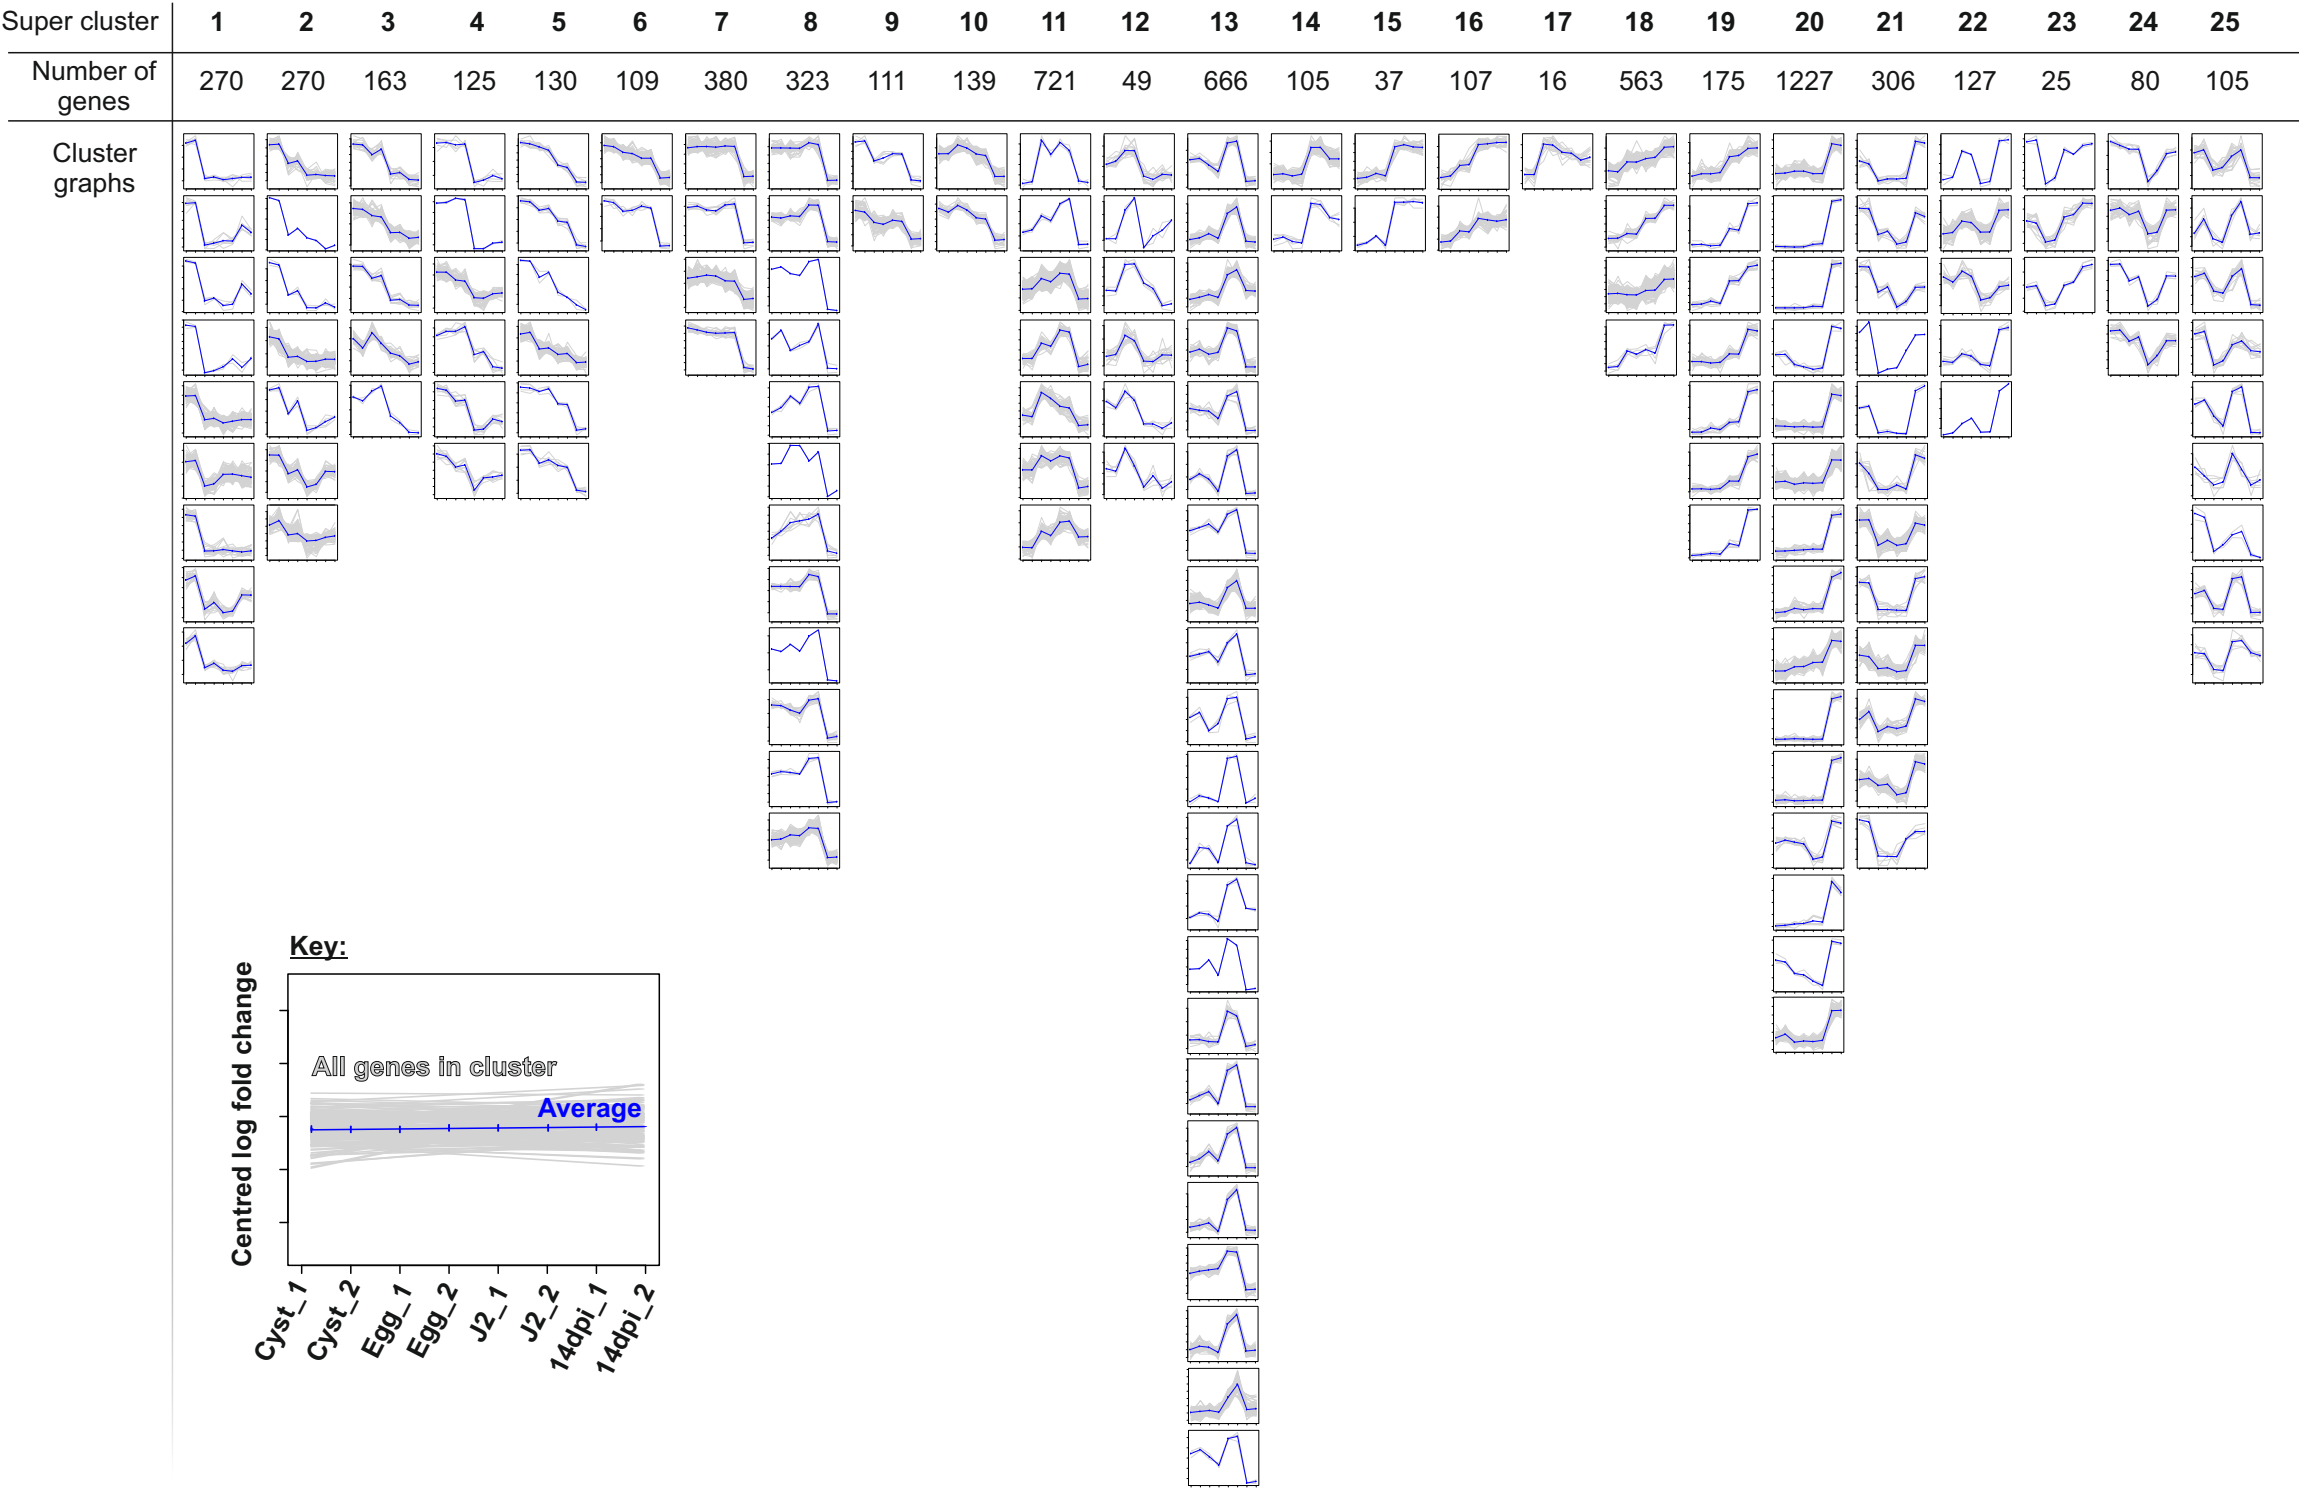 Super cluster 1 2 3 4 5 6 7 8 9 10 11 12 13 14 15 16 17 18 19 20 21 22 23 24 25
Number of
genes
270 270 163 125 130 109 380 323 111 139 721 49 666 105 37 107 16 563 175 1227 306 127 25 80 105
Cluster
graphs
Key:
Centred log fold change
All genes in cluster
Average
Cyst_1 Cyst_2 Egg_1 Egg_2 J2_1 J2_2 14dpi_1 14dpi_2